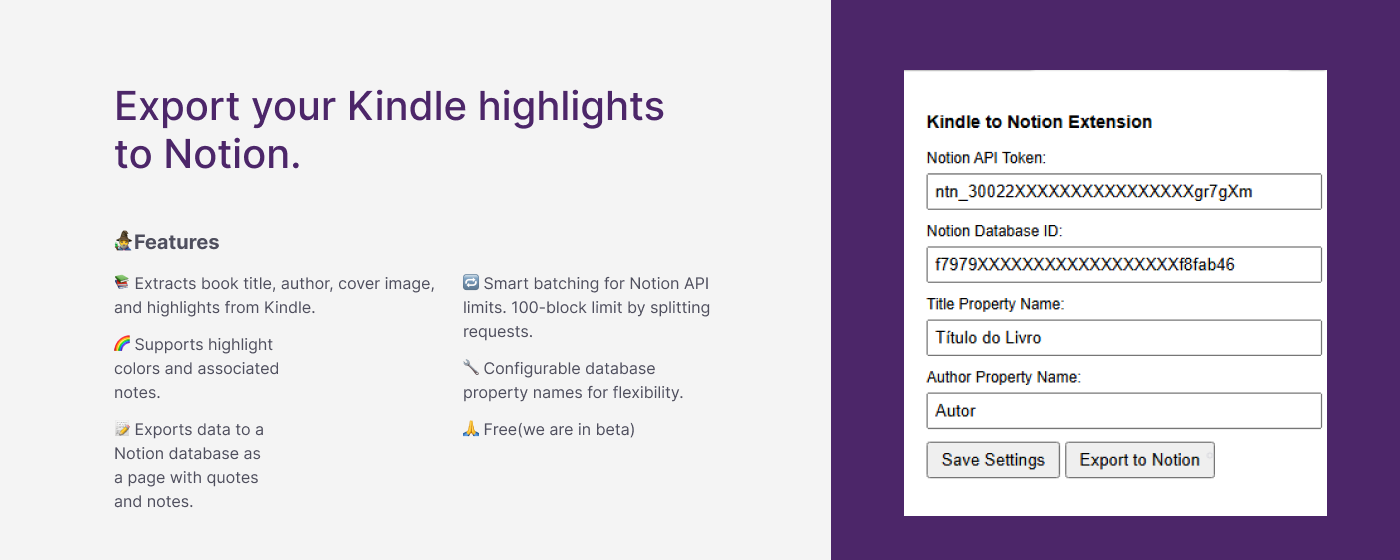 Export your Kindle highlights
to Notion.
🧙Features
📚 Extracts book title, author, cover image,
and highlights from Kindle.
🌈 Supports highlight
colors and associated
notes.
📝 Exports data to a
Notion database as
a page with quotes
and notes.
🔁 Smart batching for Notion API
limits. 100-block limit by splitting
requests.
🔧 Configurable database
property names for flexibility.
🙏 Free(we are in beta)
Kindle to Notion Extension
Notion API Token:
ntn_30022XXXXXXXXXXXXXXXXgr7gXm
Notion Database ID:
f7979XXXXXXXXXXXXXXXXXXf8fab46
Title Property Name:
Título do Livro
Author Property Name:
Autor
Save Settings Export to Notion